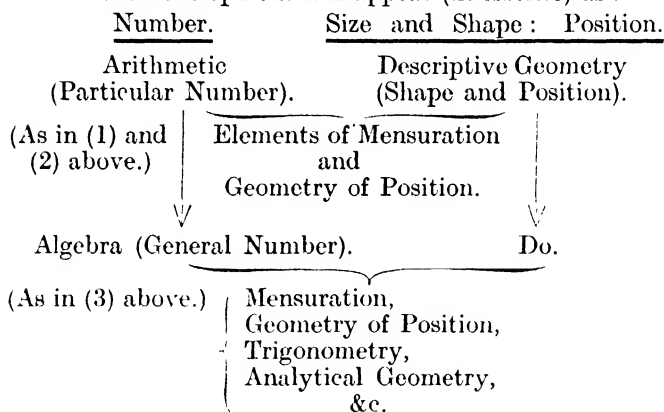 Number. Size and Shape: Position.
Arithmetic Descriptive Geometry
(Particular Number). (Shape and Position).
(As in (1) and Elements of Mensuration
(2) above.) and
Geometry of Position.
Algebra (General Number). Do.
(As in (3) above.) Mensuration,
Geometry of Position,
Trigonometry,
Analytical Geometry,
&c.